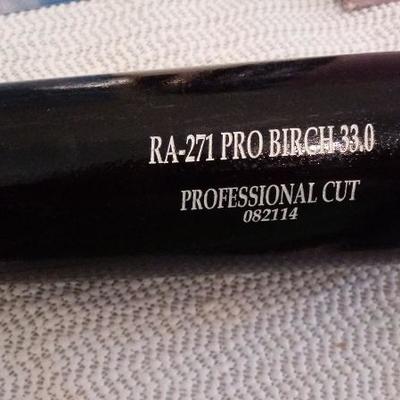 RA-271 PRO BIRCH 33.0
PROFESSIONAL CUT
082114